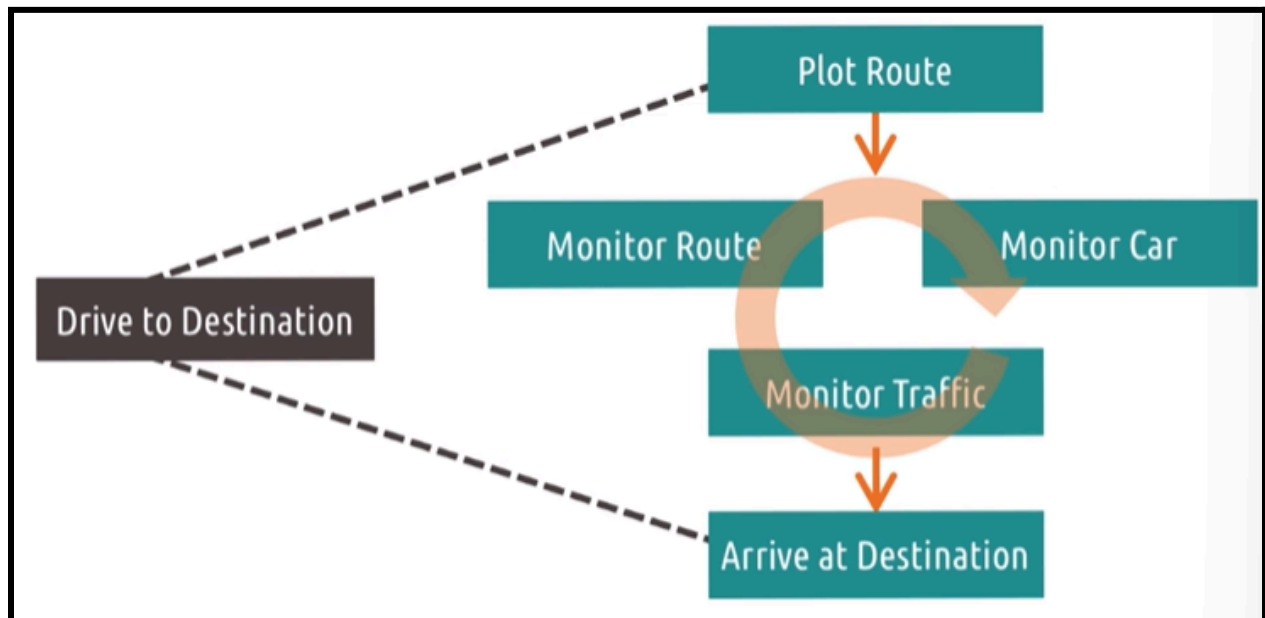 Plot Route
Monitor Route
Monitor Car
Drive to Destination
Monitor Traffic
Arrive at Destination